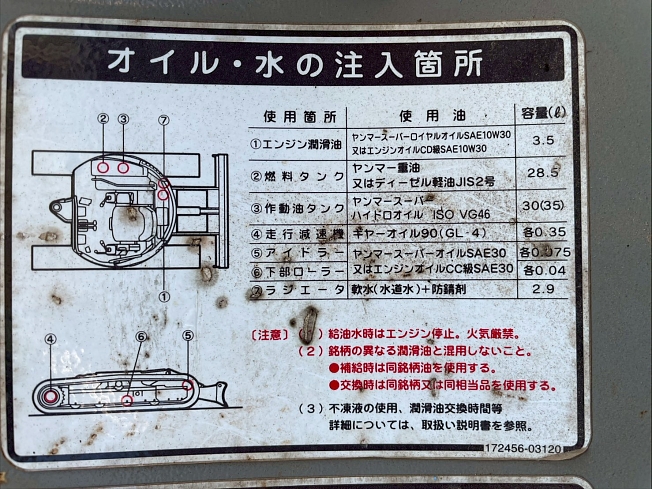 オイル・水の注入箇所
使用箇所 使用油 容量(ℓ)
①エンジン潤滑油 ヤンマースーパーロイヤルオイルSAE10W30 3.5
又はエンジンオイルCD級SAE10W30
②燃料タンク ヤンマー重油 28.5
又はディーゼル軽油JIS2号
③作動油タンク ヤンマースーパー 30(35)
ハイドロオイル ISO VG46
④走行減速機 ギヤーオイル90(GL-4) 各0.35
⑤アイドラー ヤンマースーパーオイルSAE30 各0.075
⑥下部ローラー 又はエンジンオイルCC級SAE30 各0.04
⑦ラジエータ 軟水(水道水)+防錆剤 2.9
② ③ ⑦
①
④ ⑥ ⑤
〔注意〕(1)給油水時はエンジン停止。火気厳禁。
(2)銘柄の異なる潤滑油と混用しないこと。
●補給時は同銘柄油を使用する。
●交換時は同銘柄又は同相当品を使用する。
(3)不凍液の使用、潤滑油交換時間等
詳細については、取扱い説明書を参照。
172456-03120